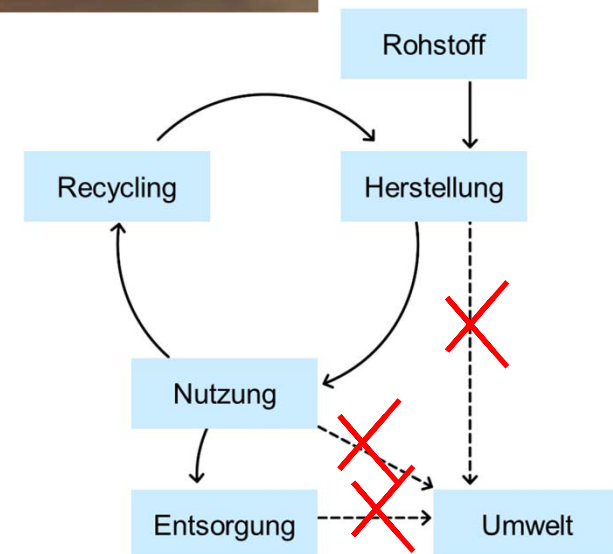 Rohstoff
Recycling
Herstellung
Nutzung
Entsorgung
Umwelt